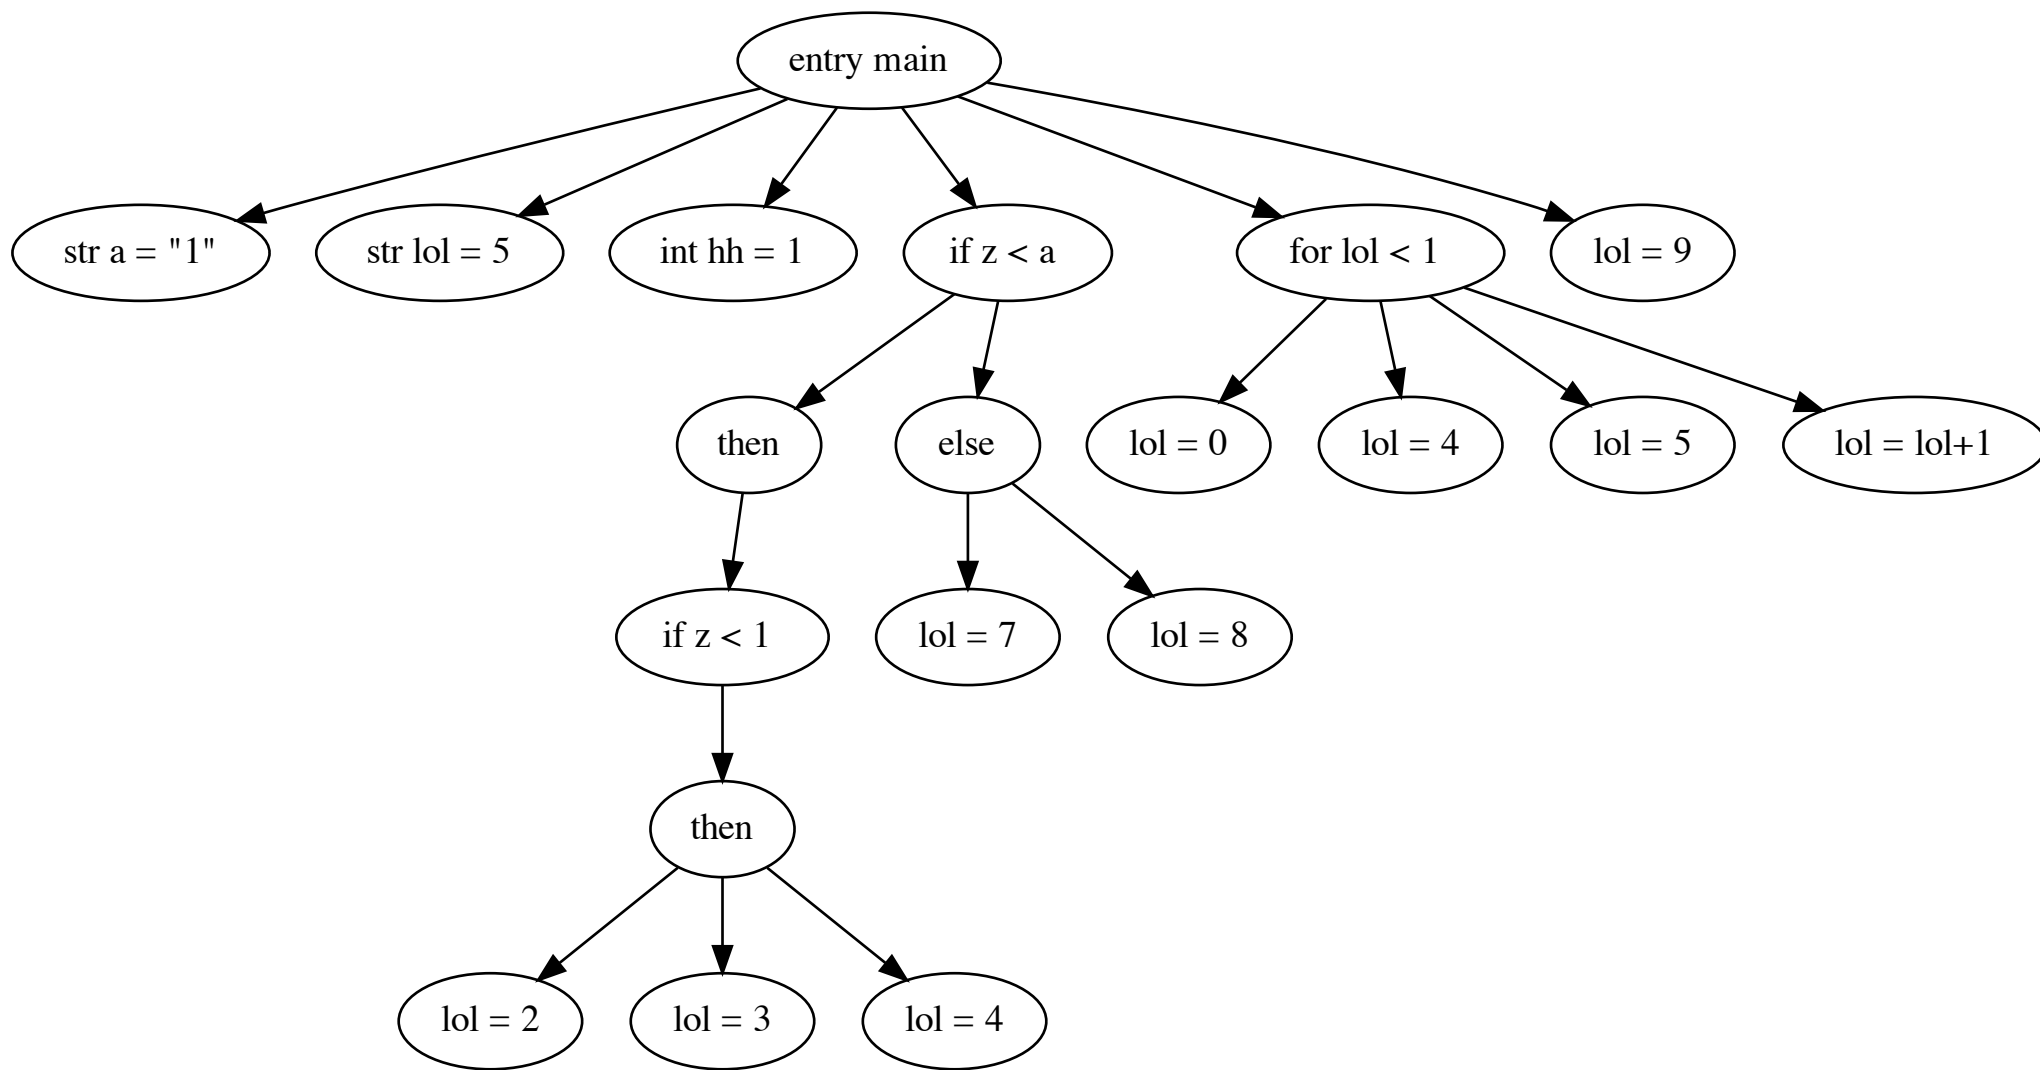 entry main
str a = "1"
str lol = 5
int hh = 1
if z < a
for lol < 1
lol = 9
then
else
lol = 0
lol = 4
lol = 5
lol = lol+1
if z < 1
lol = 7
lol = 8
then
lol = 2
lol = 3
lol = 4